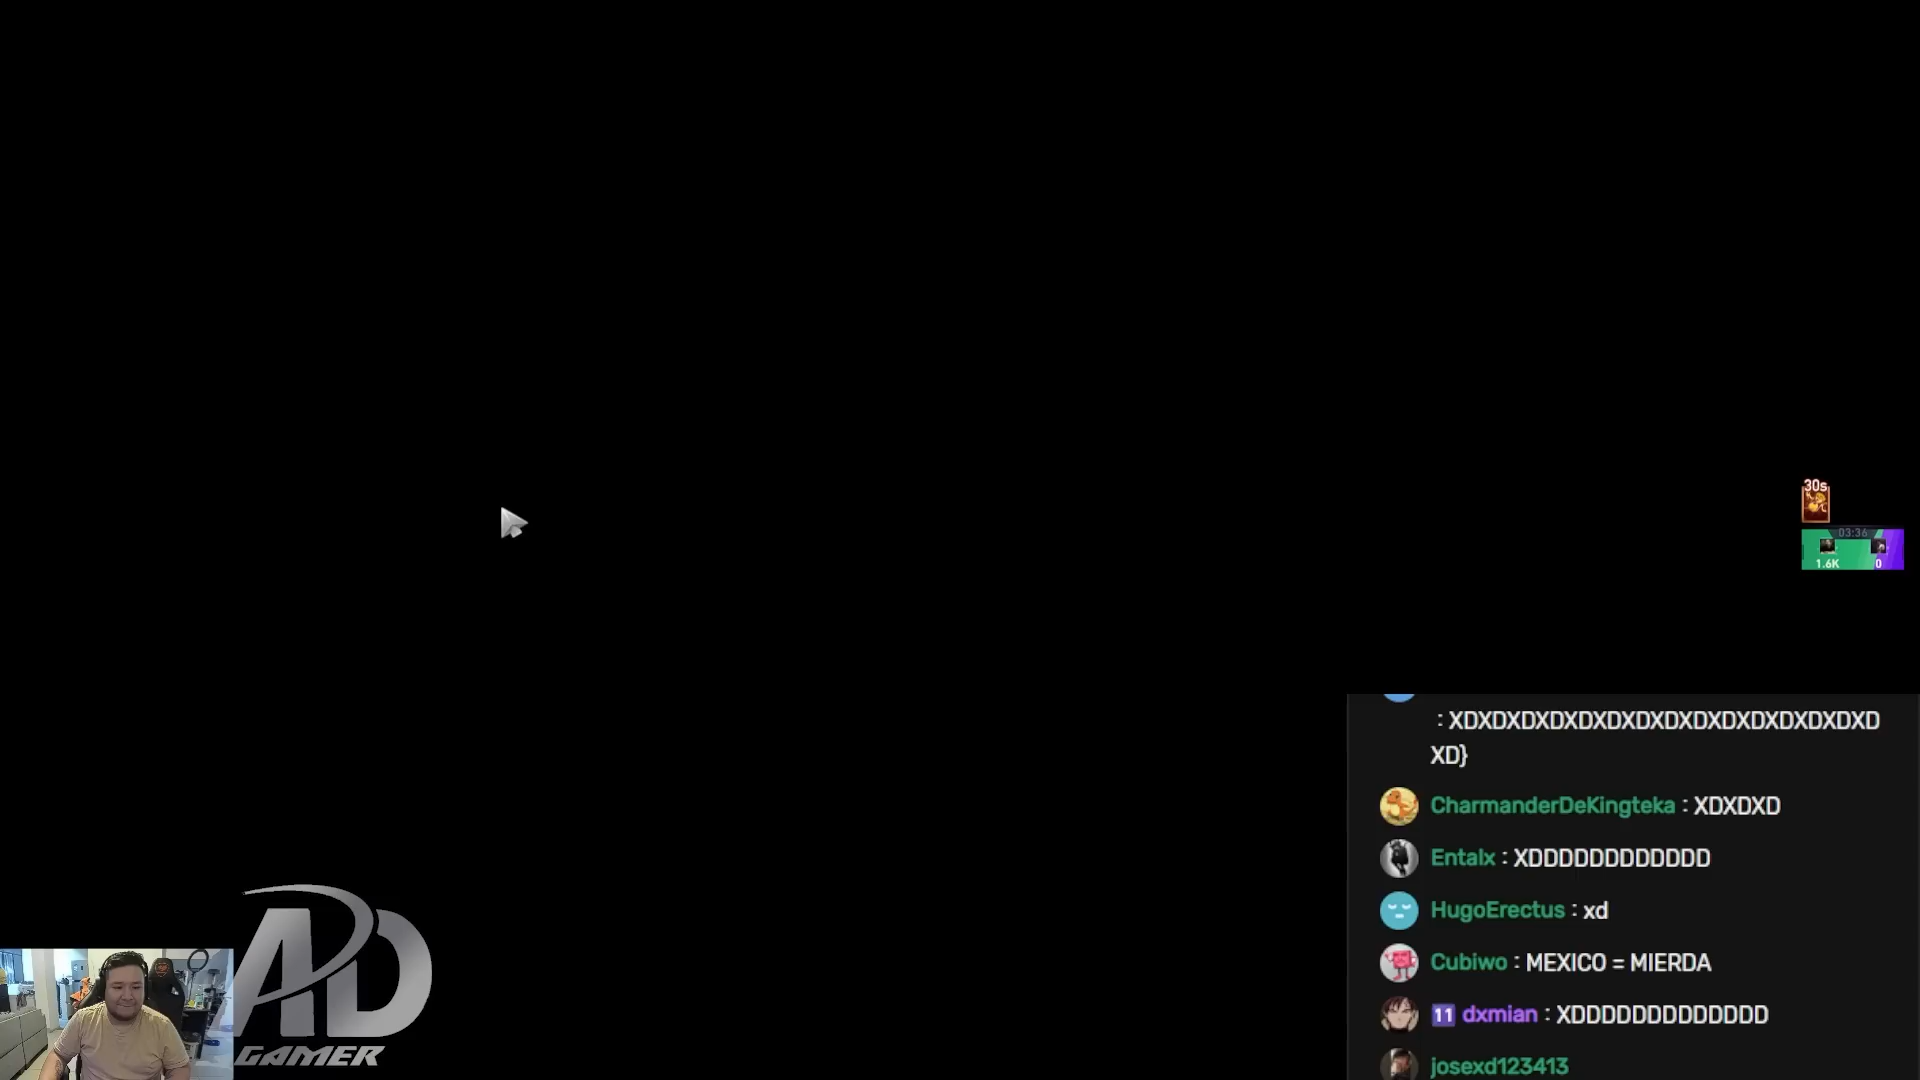 30s
03:36
1.6K 0
: XDXDXDXDXDXDXDXDXDXDXDXDXDXDXD
XD}
CharmanderDeKingteka : XDXDXD
Entalx : XDDDDDDDDDDDD
HugoErectus : xd
Cubiwo : MEXICO = MIERDA
11 dxmian : XDDDDDDDDDDDDD
josexd123413
AD
GAMER